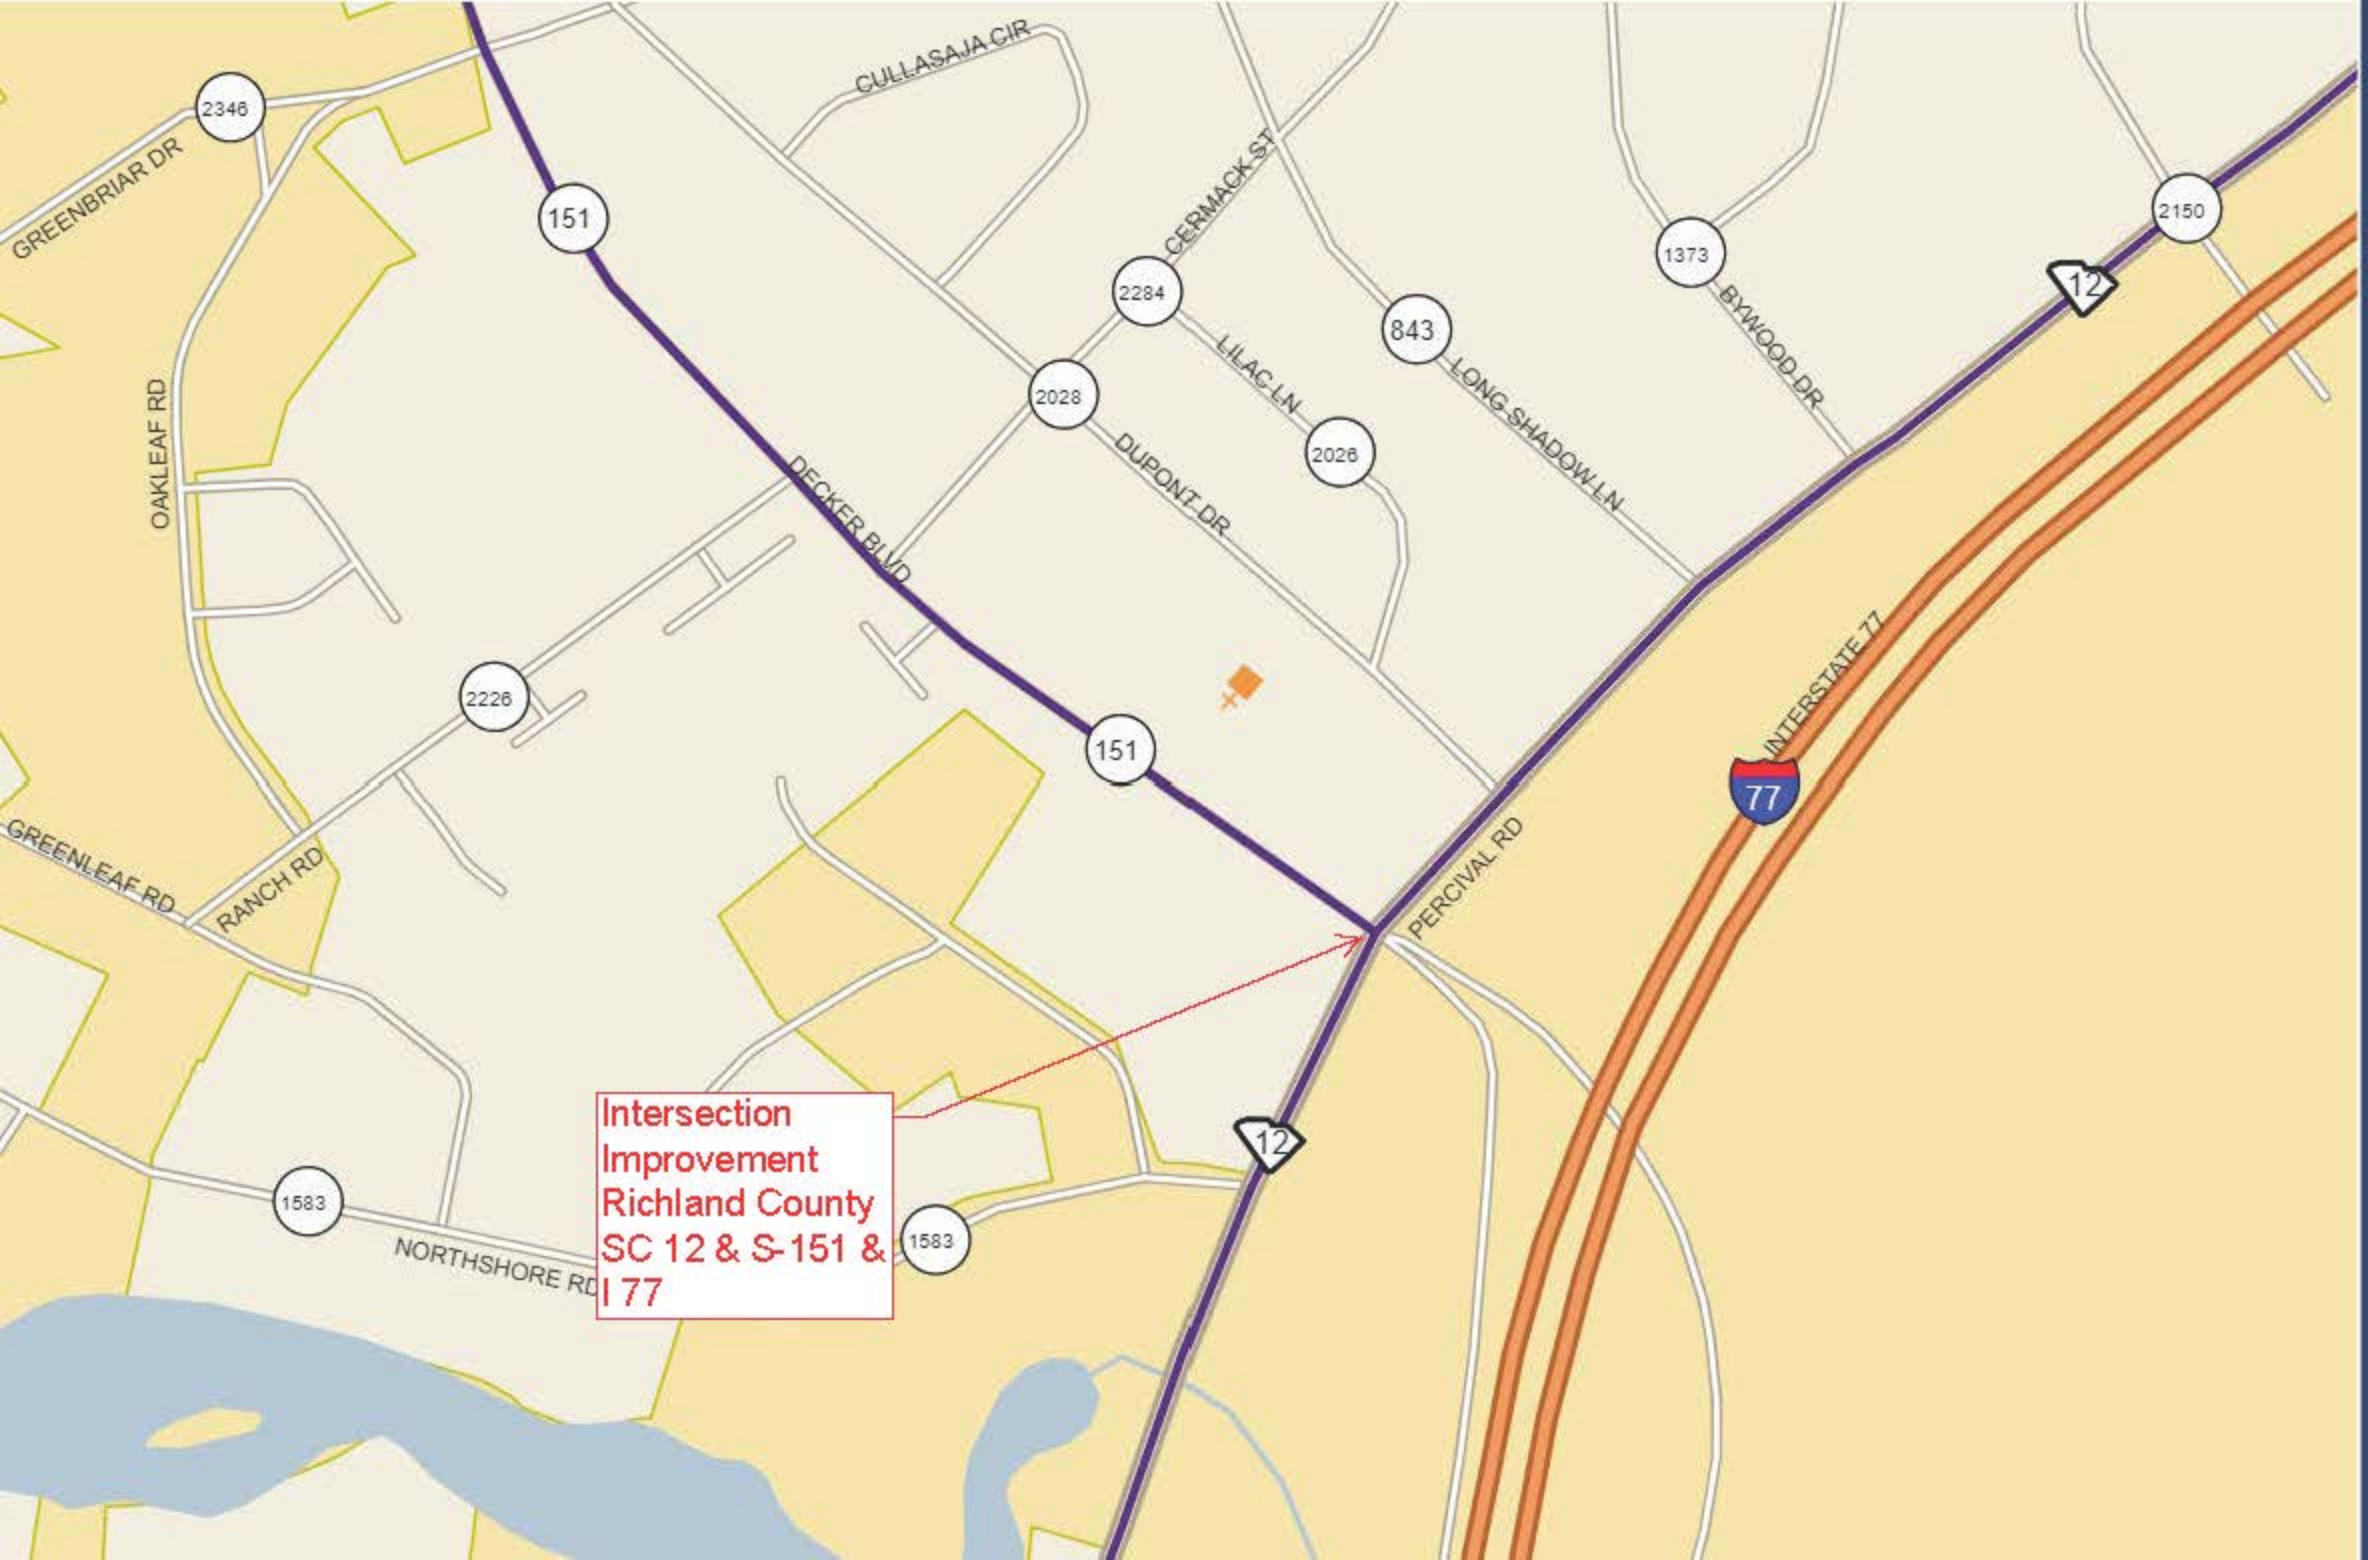 CULLASAJA CIR
2346
GREENBRIAR DR
151
CERMACK ST
2150
1373
12
2284
843
BYWOOD DR
LILAC LN
2028
LONG SHADOW LN
2026
OAKLEAF RD
DUPONT DR
DECKER BLVD
2226
INTERSTATE 77
151
77
GREENLEAF RD
RANCH RD
PERCIVAL RD
Intersection
Improvement
Richland County
SC 12 & S-151 &
I 77
12
1583
1583
NORTHSHORE RD